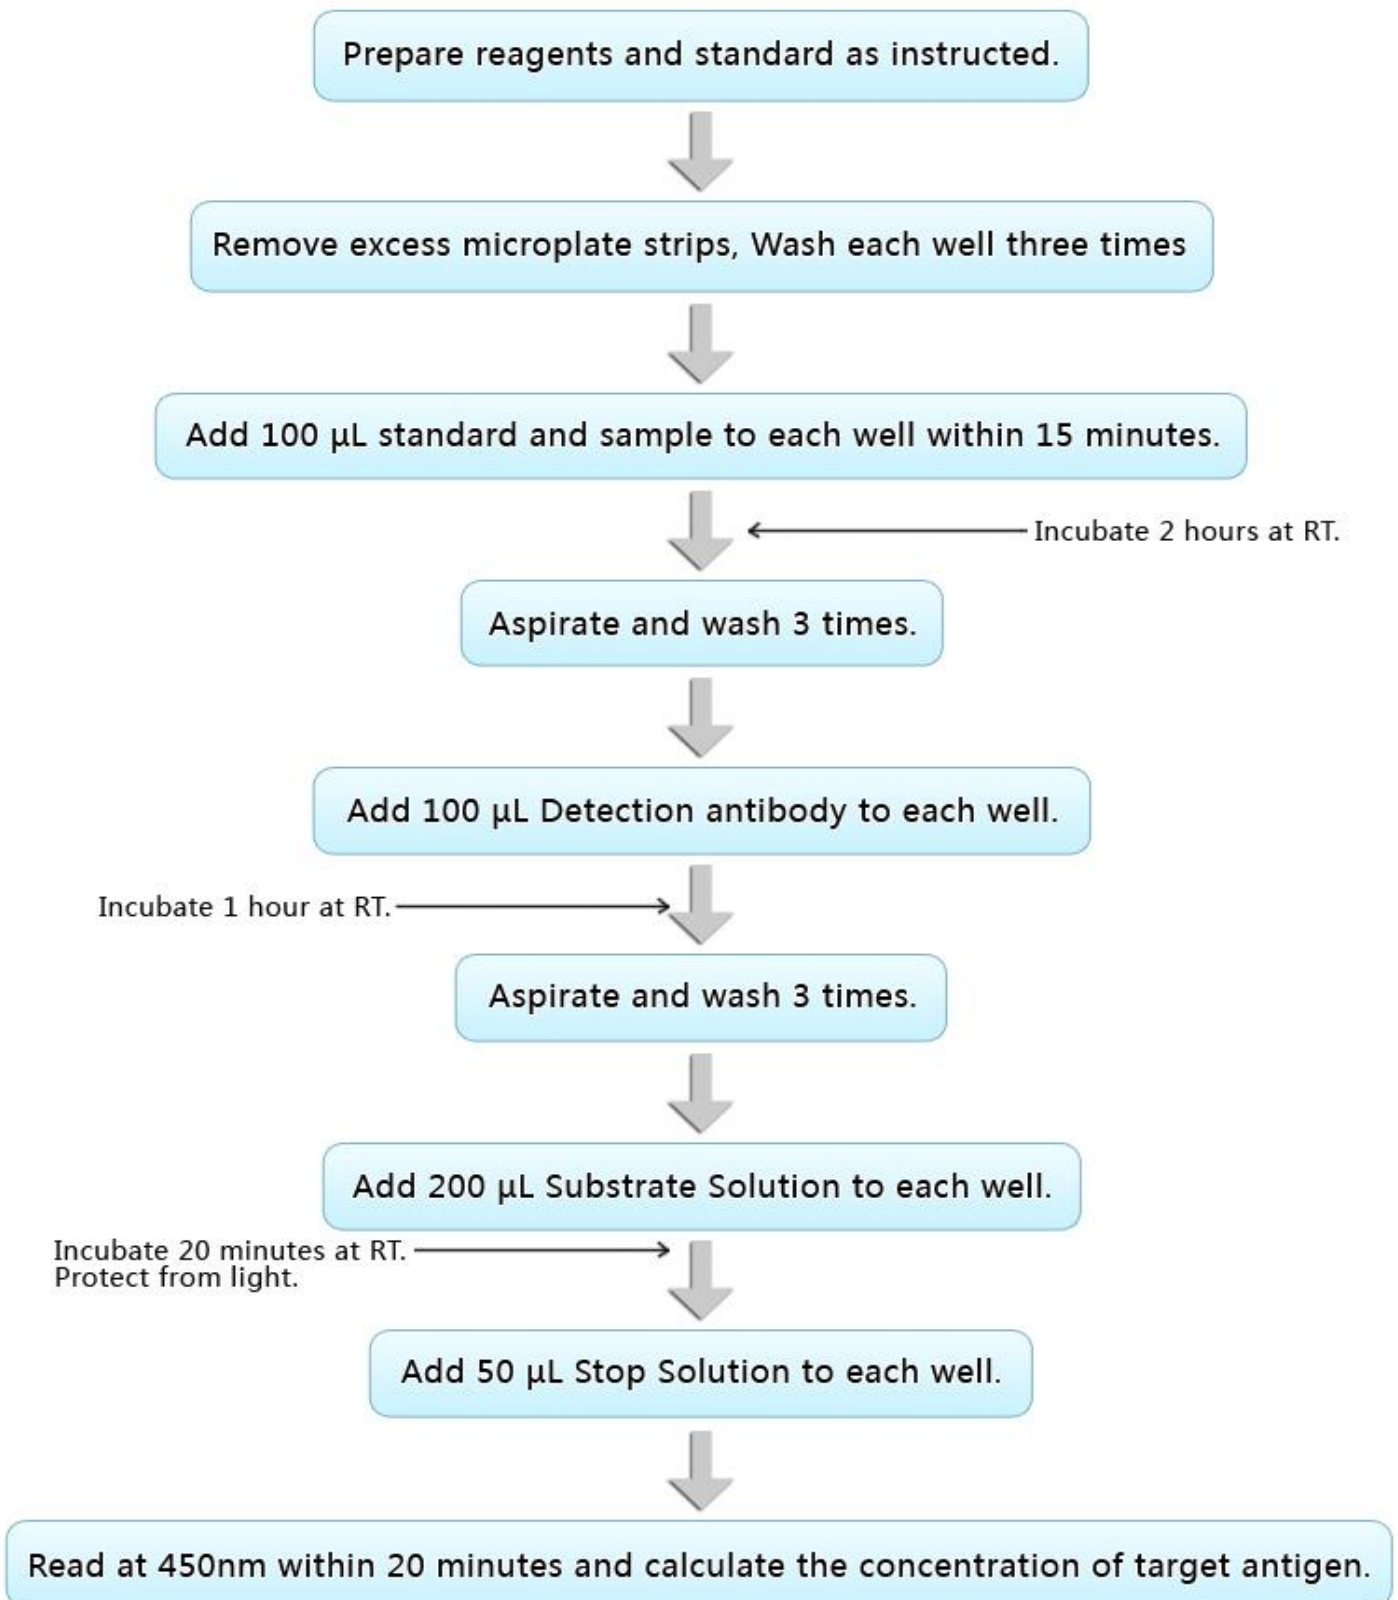 Prepare reagents and standard as instructed.
Remove excess microplate strips, Wash each well three times
Add 100 μL standard and sample to each well within 15 minutes.
Incubate 2 hours at RT.
Aspirate and wash 3 times.
Add 100 μL Detection antibody to each well.
Incubate 1 hour at RT.
Aspirate and wash 3 times.
Add 200 μL Substrate Solution to each well.
Incubate 20 minutes at RT.
Protect from light.
Add 50 μL Stop Solution to each well.
Read at 450nm within 20 minutes and calculate the concentration of target antigen.